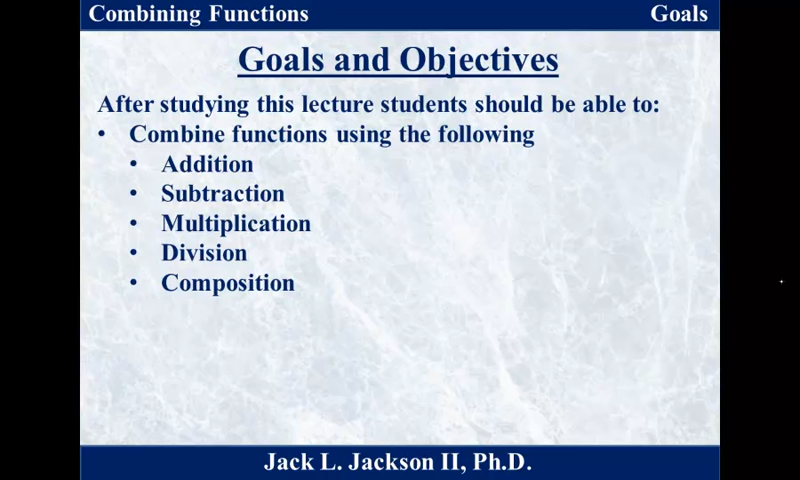 Combining Functions Goals
Goals and Objectives
After studying this lecture students should be able to:
• Combine functions using the following
• Addition
• Subtraction
• Multiplication
• Division
• Composition
Jack L. Jackson II, Ph.D.